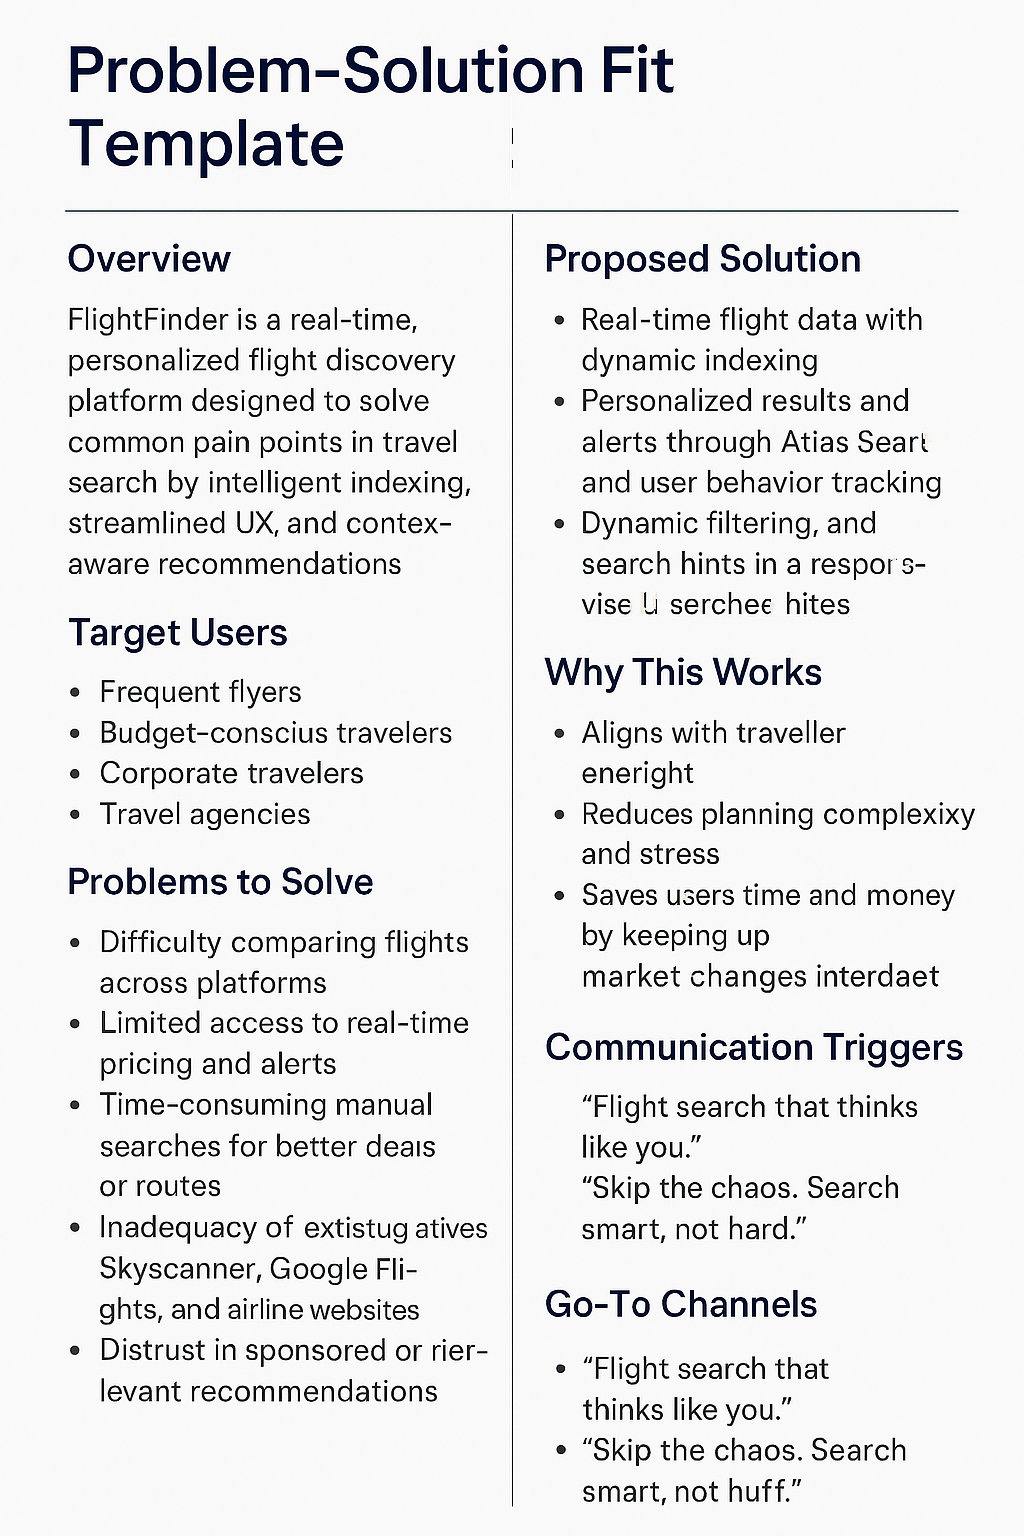 Problem-Solution Fit
Template
Overview
FlightFinder is a real-time,
personalized flight discovery
platform designed to solve
common pain points in travel
search by intelligent indexing,
streamlined UX, and contex-
aware recommendations
Target Users
• Frequent flyers
• Budget-conscius travelers
• Corporate travelers
• Travel agencies
Problems to Solve
• Difficulty comparing flights
across platforms
• Limited access to real-time
pricing and alerts
• Time-consuming manual
searches for better deals
or routes
• Inadequacy of extistug atives
Skyscanner, Google Fli-
ghts, and airline websites
• Distrust in sponsored or rier-
levant recommendations
Proposed Solution
• Real-time flight data with
dynamic indexing
• Personalized results and
alerts through Atias
and user behavior tracking
• Dynamic filtering, and
search hints in a
vise serchee hites
Why This Works
• Aligns with traveller
eneright
• Reduces planning complexixy
and stress
• Saves users time and money
by keeping up
market changes interdaet
Communication Triggers
“Flight search that thinks
like you.”
“Skip the chaos. Search
smart, not hard.”
Go-To Channels
• “Flight search that
thinks like you.”
• “Skip the chaos. Search
smart, not huff.”